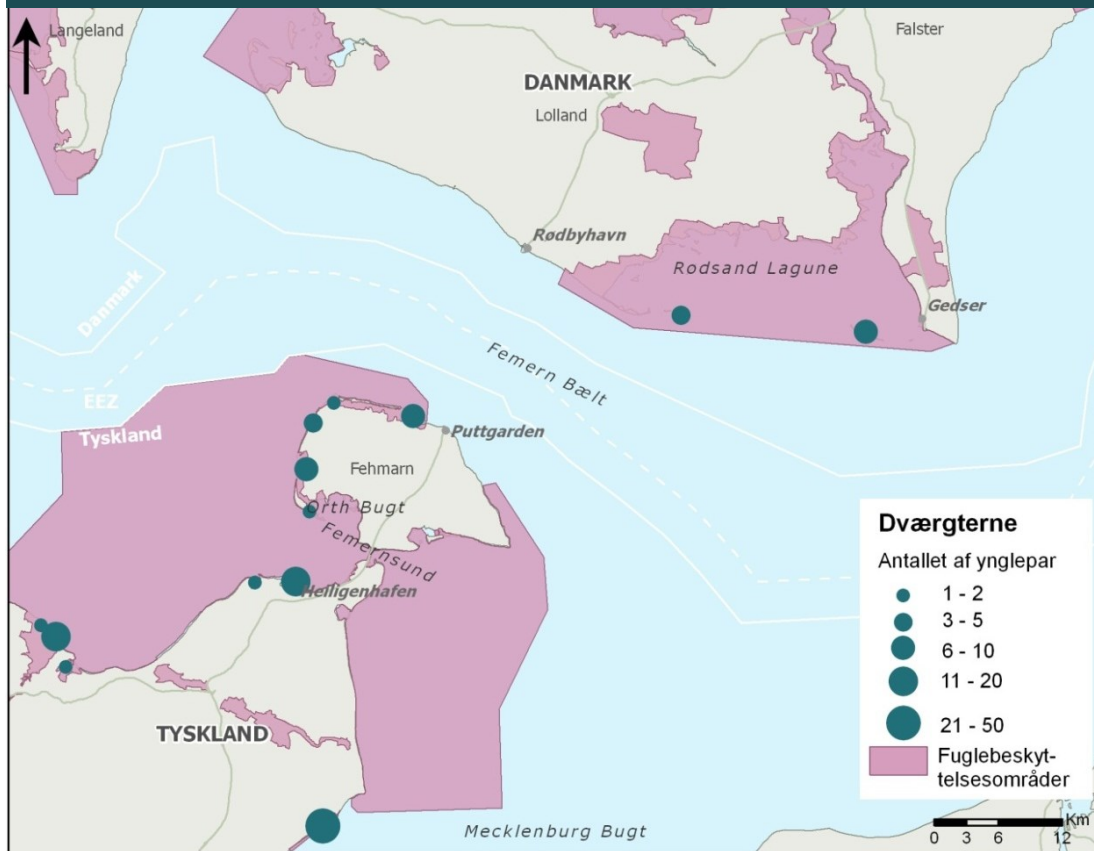 Langeland
Falster
DANMARK
Lolland
Rødbyhavn
Rodsand Lagune
Gedser
Danmark
Femern Bælt
EEZ
Tyskland
Puttgarden
Fehmarn
Orth Bugt
Femernsund
Heiligenhafen
TYSKLAND
Mecklenburg Bugt
Dværgterne
Antallet af ynglepar
1 - 2
3 - 5
6 - 10
11 - 20
21 - 50
Fuglebeskyt-
telsesområder
Km
0 3 6 12